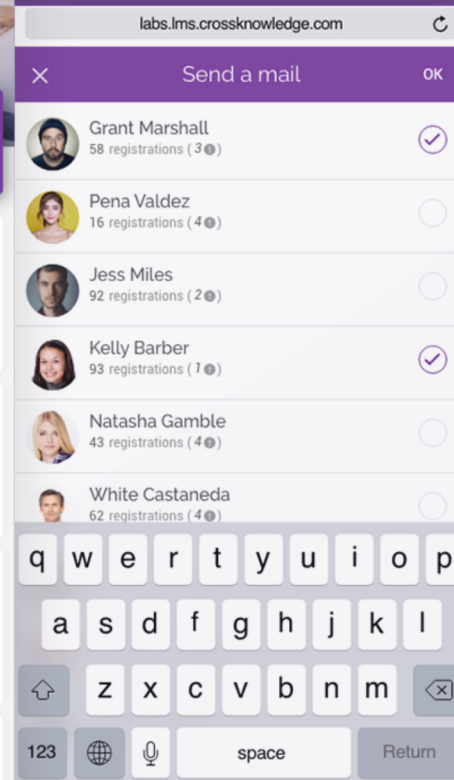 labs.lms.crossknowledge.com
Send a mail OK
Grant Marshall
58 registrations ( 3 )
Pena Valdez
16 registrations ( 4 )
Jess Miles
92 registrations ( 2 )
Kelly Barber
93 registrations ( 1 )
Natasha Gamble
43 registrations ( 4 )
White Castaneda
62 registrations ( 4 )
q w e r t y u i o p
a s d f g h j k l
z x c v b n m
123 space Return